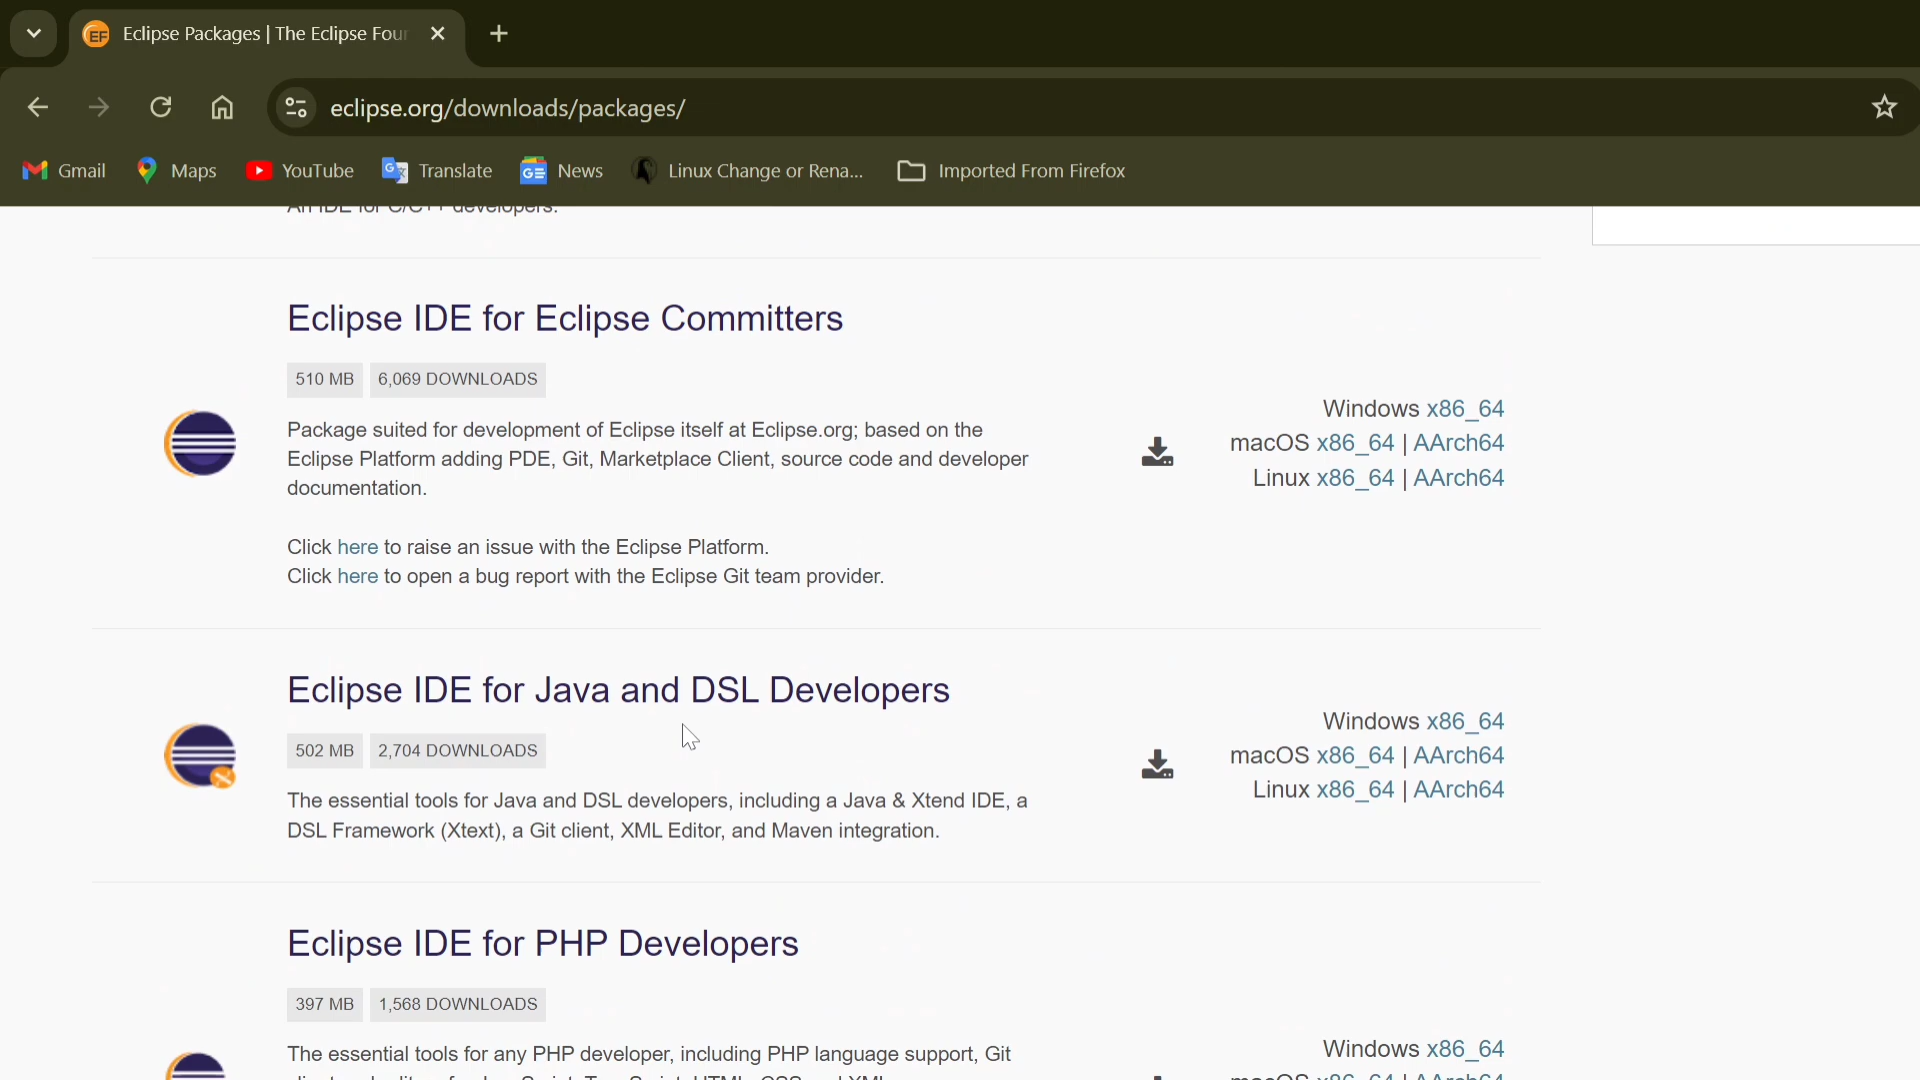 Eclipse Packages | The Eclipse Four
eclipse.org/downloads/packages/
Gmail Maps YouTube Translate News Linux Change or Rena... Imported From Firefox
An IDE for C/C++ developers.
Eclipse IDE for Eclipse Committers
510 MB 6,069 DOWNLOADS
Package suited for development of Eclipse itself at Eclipse.org; based on the
Eclipse Platform adding PDE, Git, Marketplace Client, source code and developer
documentation.
Click here to raise an issue with the Eclipse Platform.
Click here to open a bug report with the Eclipse Git team provider.
Windows x86_64
macOS x86_64 | AArch64
Linux x86_64 | AArch64
Eclipse IDE for Java and DSL Developers
502 MB 2,704 DOWNLOADS
The essential tools for Java and DSL developers, including a Java & Xtend IDE, a
DSL Framework (Xtext), a Git client, XML Editor, and Maven integration.
Windows x86_64
macOS x86_64 | AArch64
Linux x86_64 | AArch64
Eclipse IDE for PHP Developers
397 MB 1,568 DOWNLOADS
The essential tools for any PHP developer, including PHP language support, Git
Windows x86_64
macOS x86_64 | AArch64